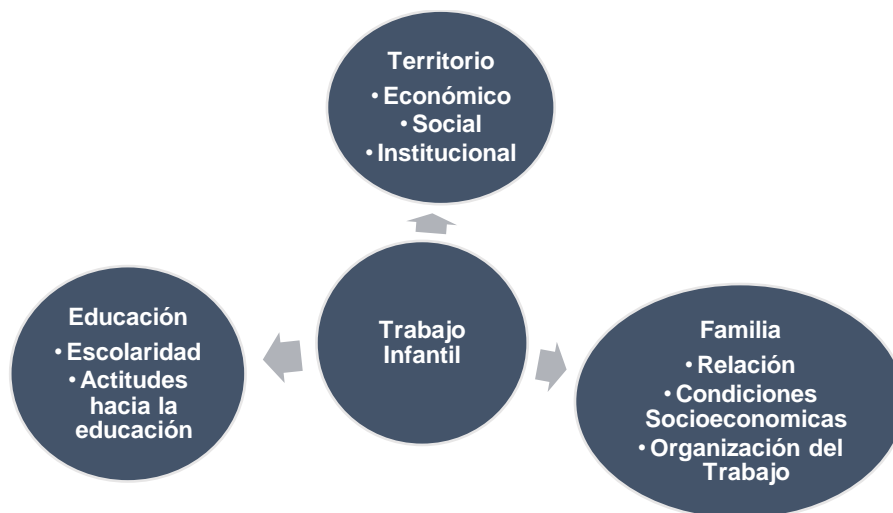 Territorio
• Económico
• Social
• Institucional
Trabajo
Infantil
Educación
• Escolaridad
• Actitudes
hacia la
educación
Familia
• Relación
• Condiciones
Socioeconomicas
• Organización del
Trabajo